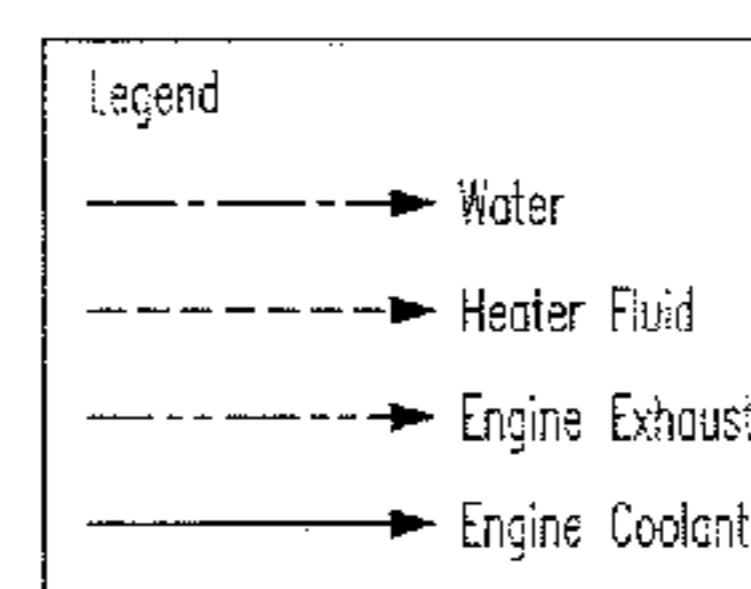 Legend
Water
Heater Fluid
Engine Exhaust
Engine Coolant